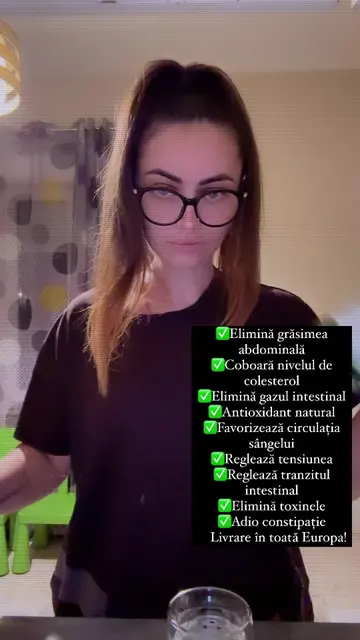 ✅Elimină grăsimea
abdominală
✅Coboară nivelul de
colesterol
✅Elimină gazul intestinal
✅Antioxidant natural
✅Favorizează circulația
sângelui
✅Reglează tensiunea
✅Reglează tranzitul
intestinal
✅Elimină toxinele
✅Adio constipație
Livrare în toată Europa!